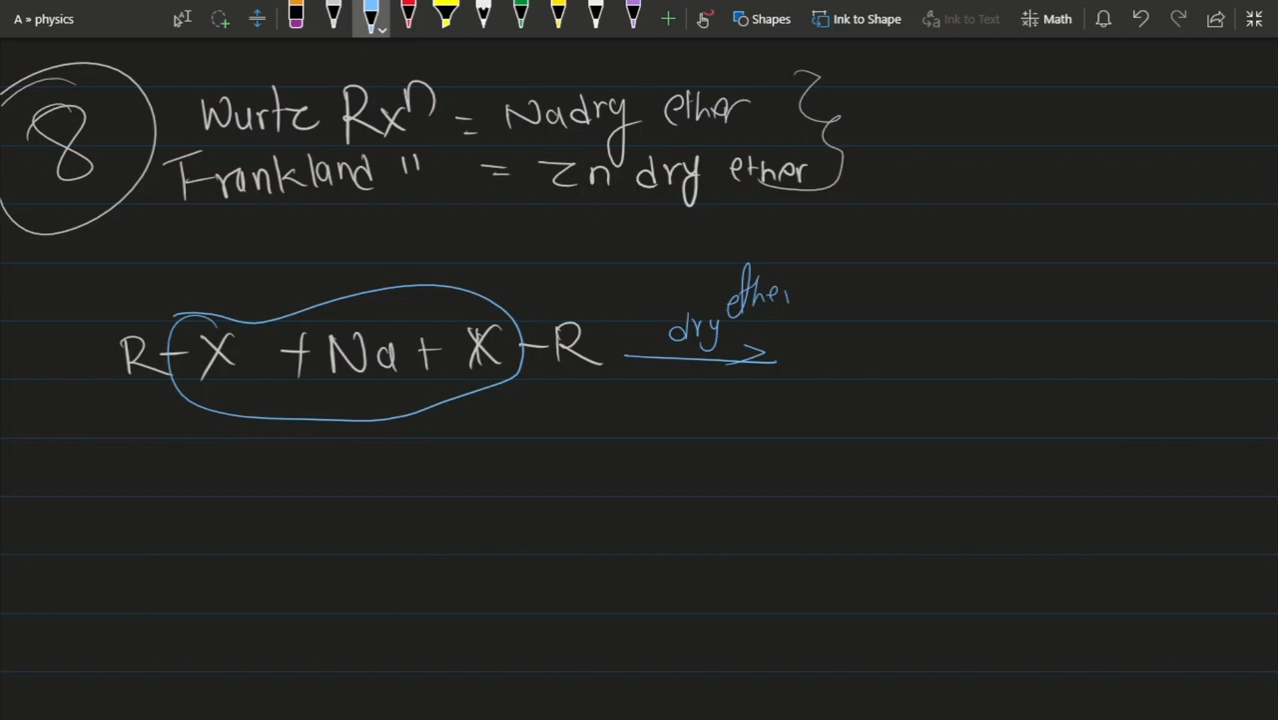 A » physics
Shapes
Ink to Shape
Ink to Text
Math
8
Wurtz Rxⁿ = Na dry ether
Frankland " = Zn dry ether
R-X + Na + X-R dry ether